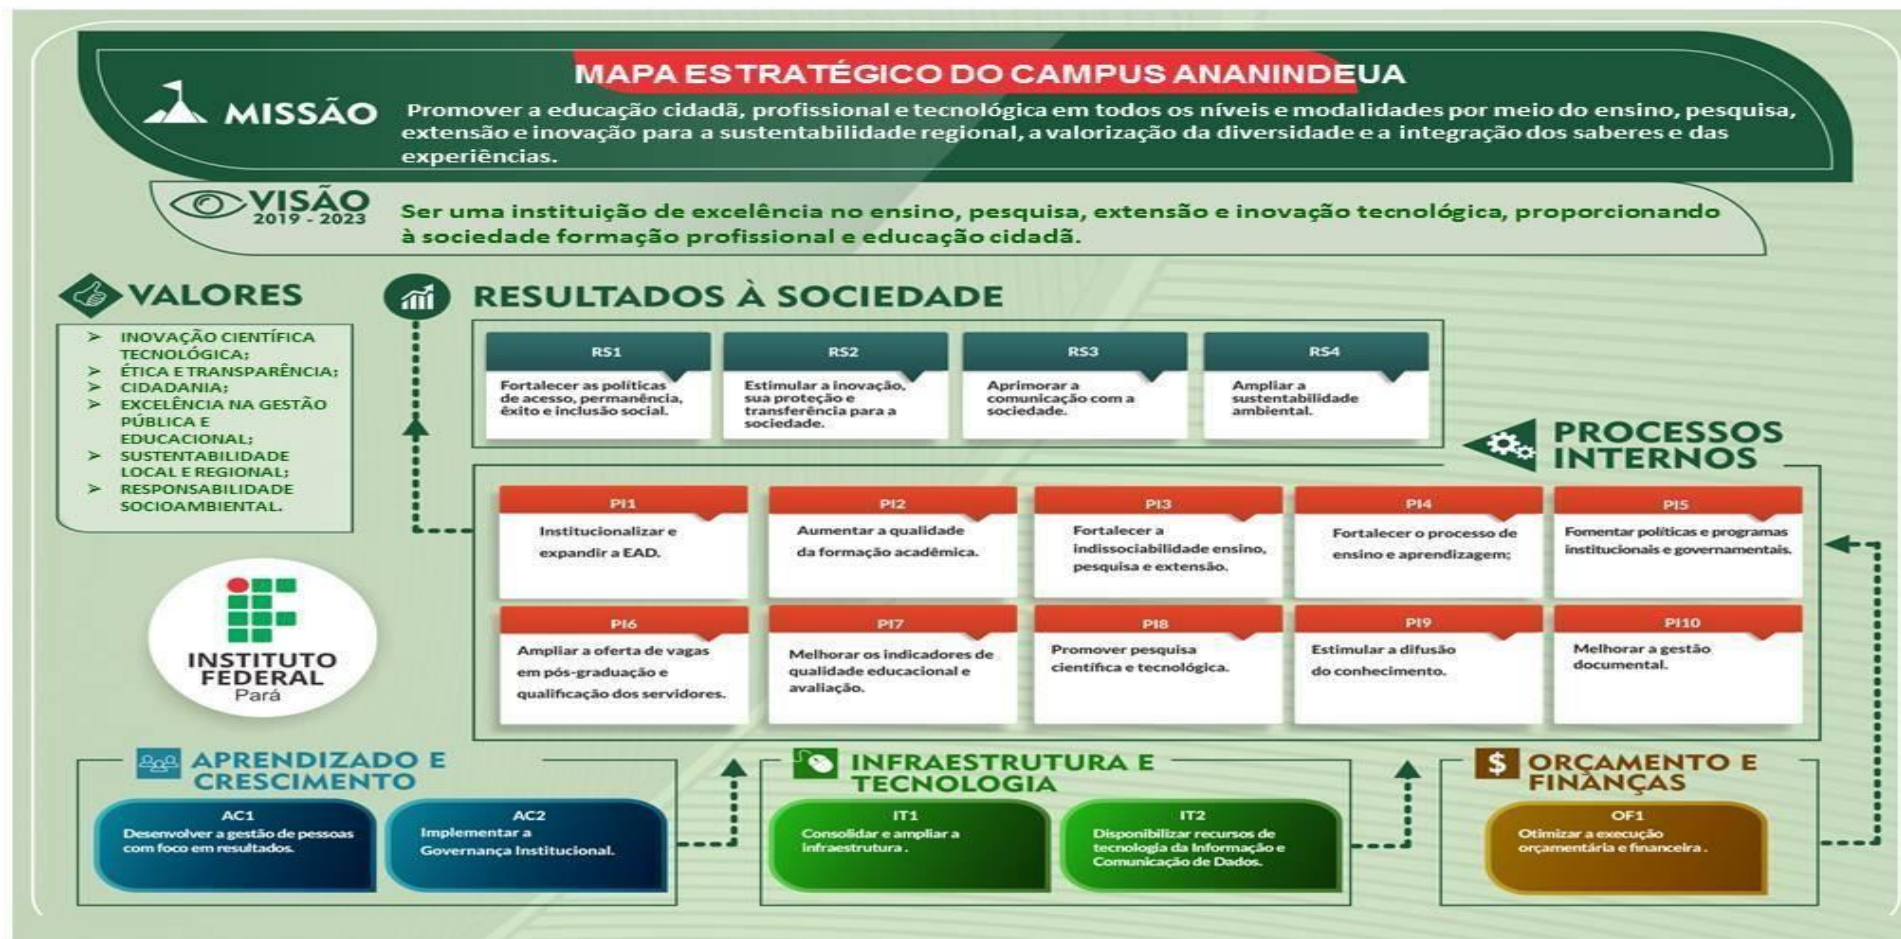 MAPA ESTRATÉGICO DO CAMPUS ANANINDEUA
MISSÃO
Promover a educação cidadã, profissional e tecnológica em todos os níveis e modalidades por meio do ensino, pesquisa,
extensão e inovação para a sustentabilidade regional, a valorização da diversidade e a integração dos saberes e das
experiências.
VISÃO
2019 - 2023
Ser uma instituição de excelência no ensino, pesquisa, extensão e inovação tecnológica, proporcionando
à sociedade formação profissional e educação cidadã.
VALORES
➢ INOVAÇÃO CIENTÍFICA
TECNOLÓGICA;
➢ ÉTICA E TRANSPARÊNCIA;
➢ CIDADANIA;
➢ EXCELÊNCIA NA GESTÃO
PÚBLICA E
EDUCACIONAL;
➢ SUSTENTABILIDADE
LOCAL E REGIONAL;
➢ RESPONSABILIDADE
SOCIOAMBIENTAL.
INSTITUTO
FEDERAL
Pará
RESULTADOS À SOCIEDADE
RS1
Fortalecer as políticas
de acesso, permanência,
êxito e inclusão social.
RS2
Estimular a inovação,
sua proteção e
transferência para a
sociedade.
RS3
Aprimorar a
comunicação com a
sociedade.
RS4
Ampliar a
sustentabilidade
ambiental.
PROCESSOS
INTERNOS
PI1
Institucionalizar e
expandir a EAD.
PI2
Aumentar a qualidade
da formação acadêmica.
PI3
Fortalecer a
indissociabilidade ensino,
pesquisa e extensão.
PI4
Fortalecer o processo de
ensino e aprendizagem;
PI5
Fomentar políticas e programas
institucionais e governamentais.
PI6
Ampliar a oferta de vagas
em pós-graduação e
qualificação dos servidores.
PI7
Melhorar os indicadores de
qualidade educacional e
avaliação.
PI8
Promover pesquisa
científica e tecnológica.
PI9
Estimular a difusão
do conhecimento.
PI10
Melhorar a gestão
documental.
APRENDIZADO E
CRESCIMENTO
AC1
Desenvolver a gestão de pessoas
com foco em resultados.
AC2
Implementar a
Governança Institucional.
INFRAESTRUTURA E
TECNOLOGIA
IT1
Consolidar e ampliar a
infraestrutura .
IT2
Disponibilizar recursos de
tecnologia da Informação e
Comunicação de Dados.
$ ORÇAMENTO E
FINANÇAS
OF1
Otimizar a execução
orçamentária e financeira .